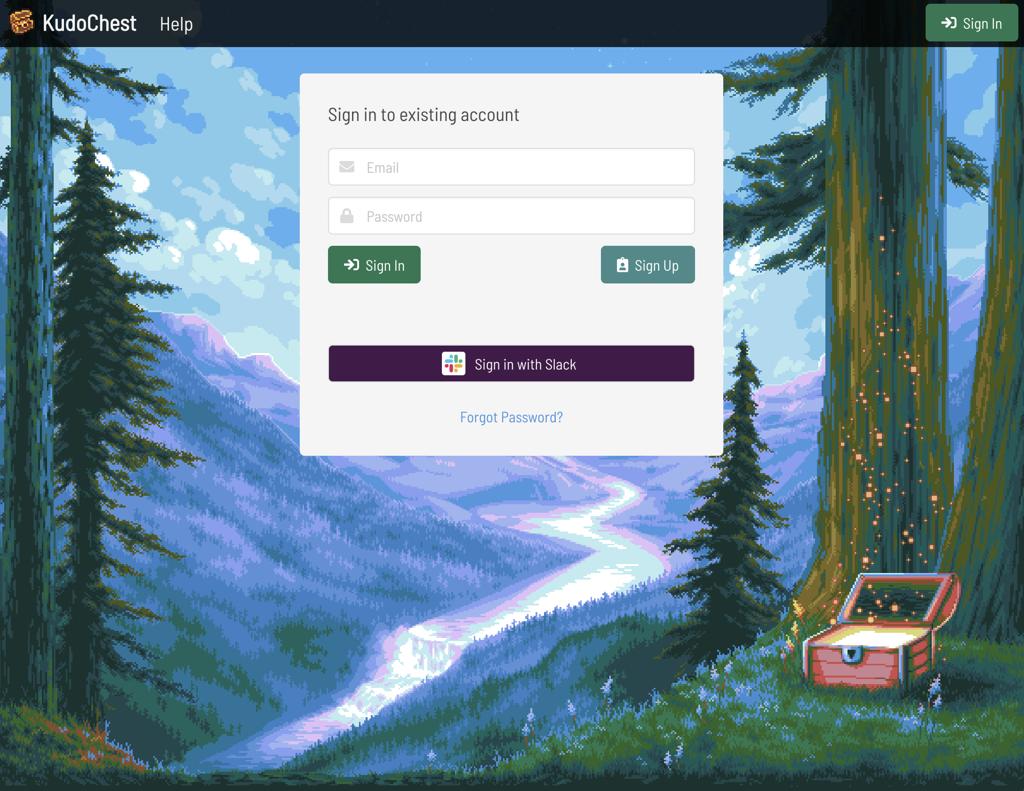 KudoChest Help Sign In
Sign in to existing account
Email
Password
Sign In Sign Up
Sign in with Slack
Forgot Password?